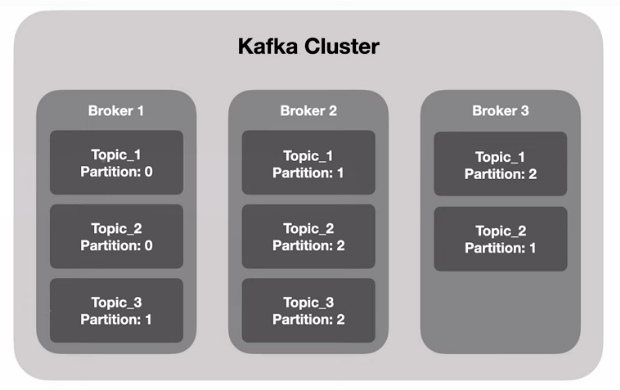 Kafka Cluster
Broker 1
Topic_1
Partition: 0
Topic_2
Partition: 0
Topic_3
Partition: 1
Broker 2
Topic_1
Partition: 1
Topic_2
Partition: 2
Topic_3
Partition: 2
Broker 3
Topic_1
Partition: 2
Topic_2
Partition: 1